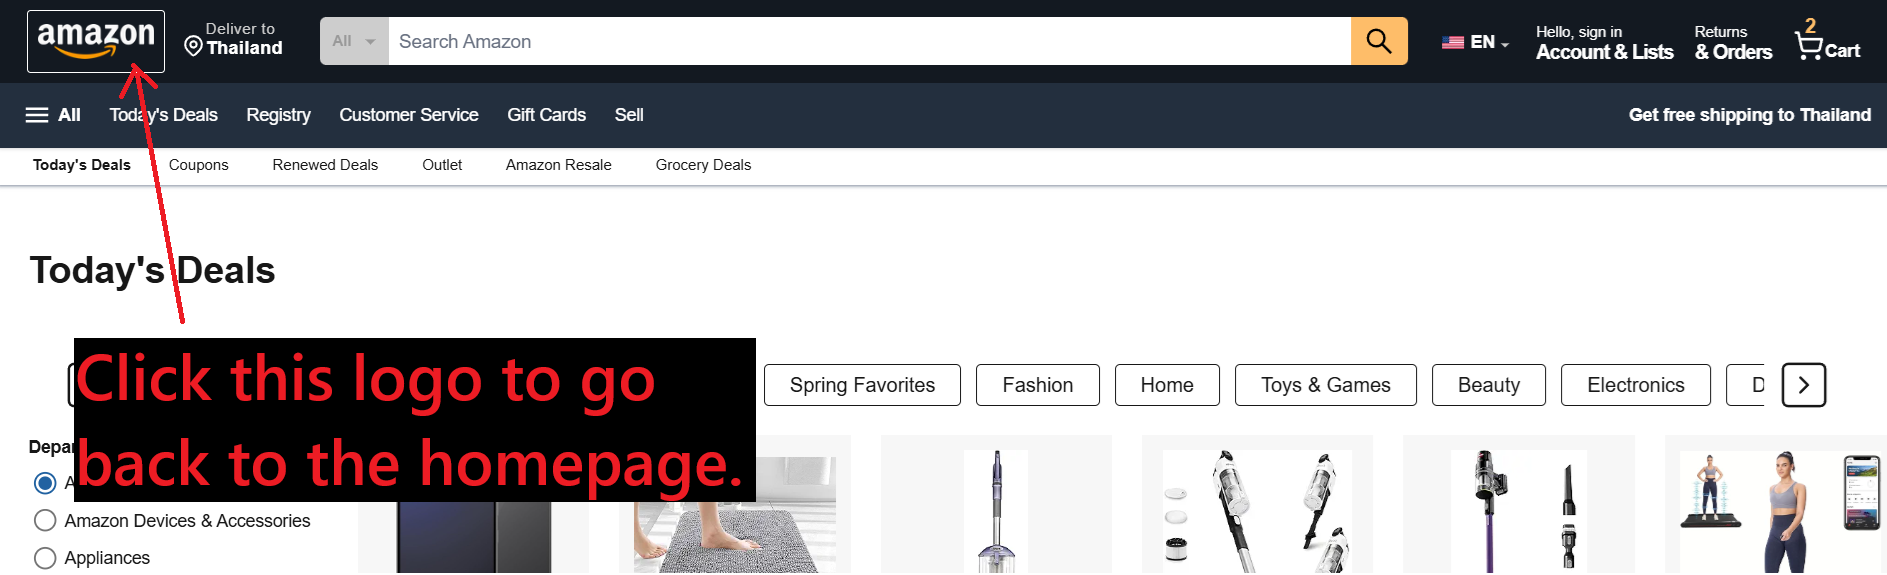 amazon
Deliver to
Thailand
All
Search Amazon
EN
Hello, sign in
Account & Lists
Returns
& Orders
2
Cart
All
Today's Deals
Registry
Customer Service
Gift Cards
Sell
Get free shipping to Thailand
Today's Deals
Coupons
Renewed Deals
Outlet
Amazon Resale
Grocery Deals
Today's Deals
Click this logo to go
back to the homepage.
Spring Favorites
Fashion
Home
Toys & Games
Beauty
Electronics
Amazon Devices & Accessories
Appliances